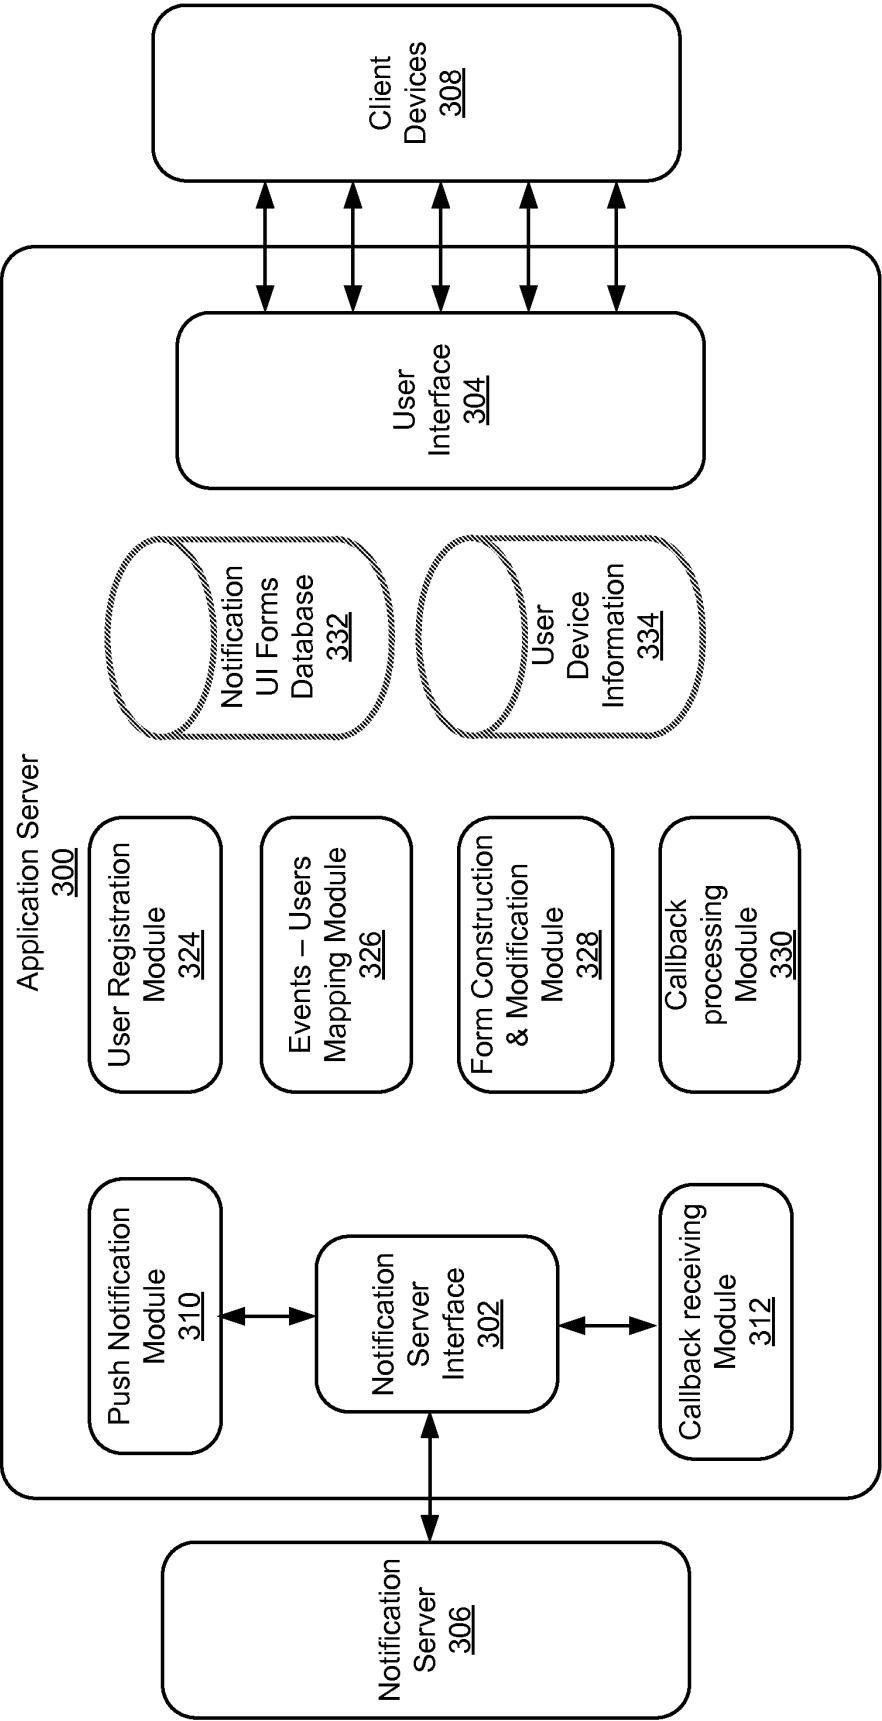 Application Server
300
Notification
Server
306
Push Notification
Module
310
Notification
Server
Interface
302
Callback receiving
Module
312
User Registration
Module
324
Events – Users
Mapping Module
326
Form Construction
& Modification
Module
328
Callback
processing
Module
330
Notification
UI Forms
Database
332
User
Device
Information
334
User
Interface
304
Client
Devices
308